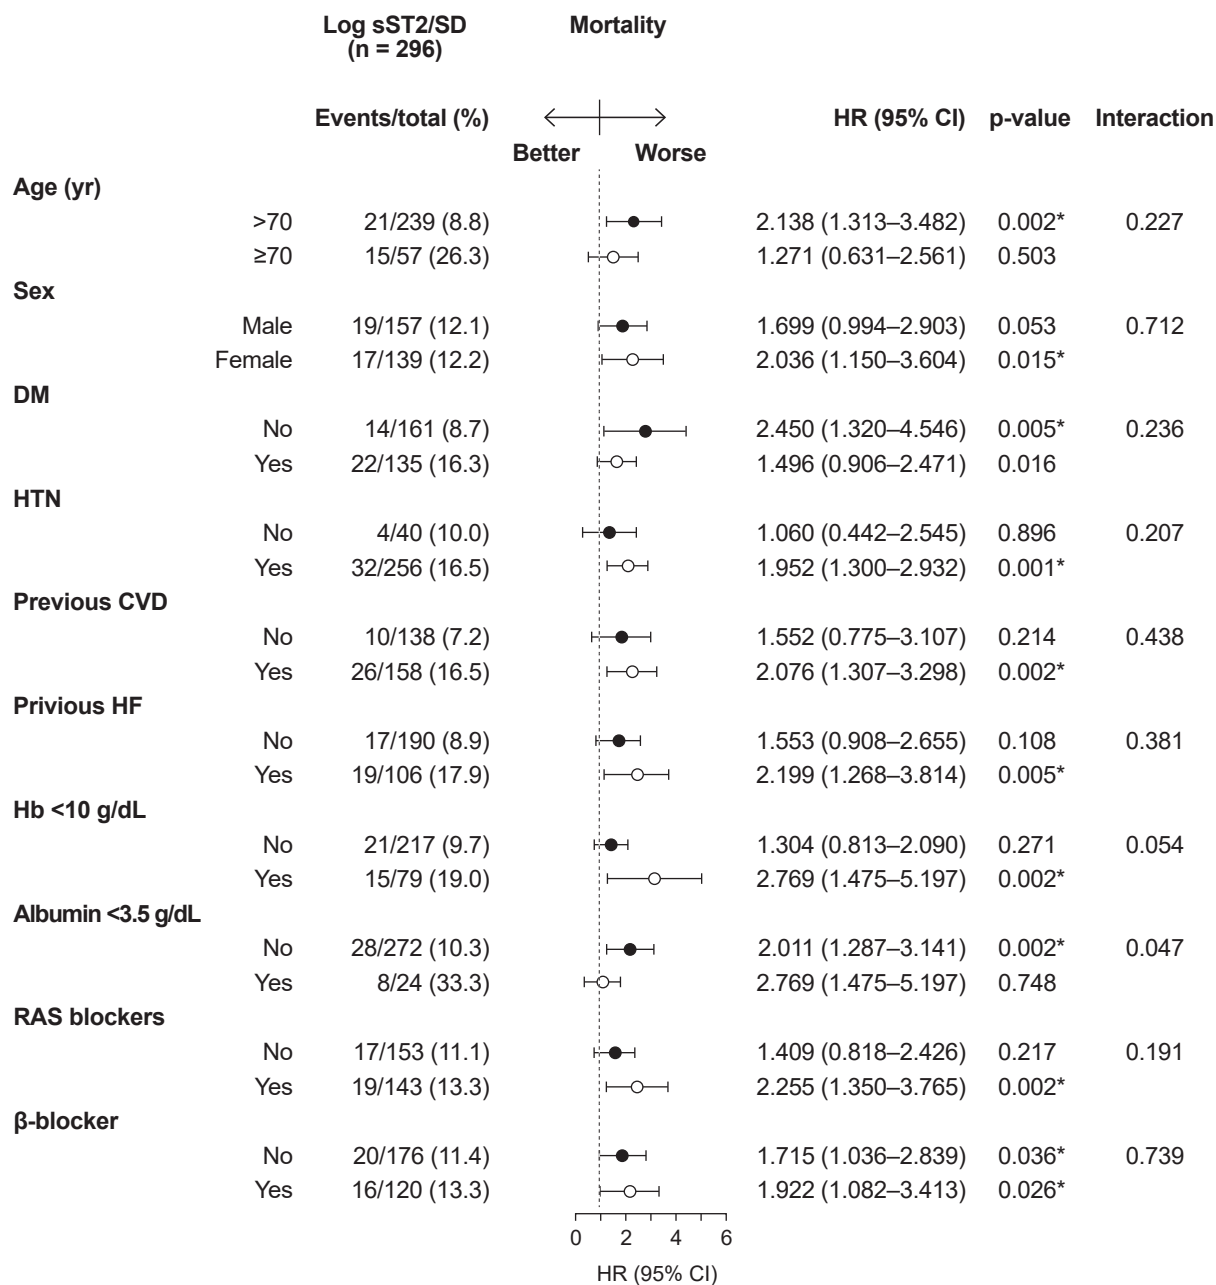 Log sST2/SD Mortality
(n = 296)
Events/total (%) HR (95% CI) p-value Interaction
Better Worse
Age (yr)
>70 21/239 (8.8) 2.138 (1.313–3.482) 0.002* 0.227
≥70 15/57 (26.3) 1.271 (0.631–2.561) 0.503
Sex
Male 19/157 (12.1) 1.699 (0.994–2.903) 0.053 0.712
Female 17/139 (12.2) 2.036 (1.150–3.604) 0.015*
DM
No 14/161 (8.7) 2.450 (1.320–4.546) 0.005* 0.236
Yes 22/135 (16.3) 1.496 (0.906–2.471) 0.016
HTN
No 4/40 (10.0) 1.060 (0.442–2.545) 0.896 0.207
Yes 32/256 (16.5) 1.952 (1.300–2.932) 0.001*
Previous CVD
No 10/138 (7.2) 1.552 (0.775–3.107) 0.214 0.438
Yes 26/158 (16.5) 2.076 (1.307–3.298) 0.002*
Privious HF
No 17/190 (8.9) 1.553 (0.908–2.655) 0.108 0.381
Yes 19/106 (17.9) 2.199 (1.268–3.814) 0.005*
Hb <10 g/dL
No 21/217 (9.7) 1.304 (0.813–2.090) 0.271 0.054
Yes 15/79 (19.0) 2.769 (1.475–5.197) 0.002*
Albumin <3.5 g/dL
No 28/272 (10.3) 2.011 (1.287–3.141) 0.002* 0.047
Yes 8/24 (33.3) 2.769 (1.475–5.197) 0.748
RAS blockers
No 17/153 (11.1) 1.409 (0.818–2.426) 0.217 0.191
Yes 19/143 (13.3) 2.255 (1.350–3.765) 0.002*
β-blocker
No 20/176 (11.4) 1.715 (1.036–2.839) 0.036* 0.739
Yes 16/120 (13.3) 1.922 (1.082–3.413) 0.026*
0 2 4 6
HR (95% CI)